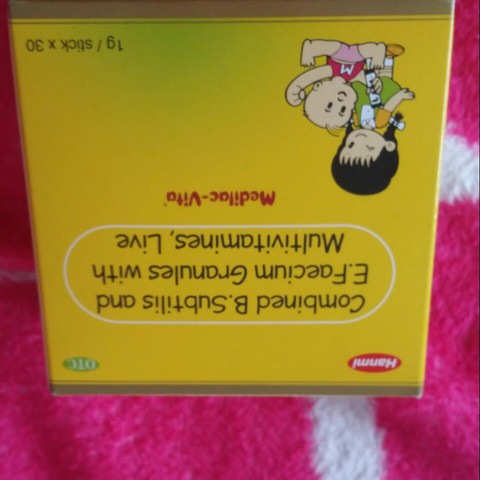 Hanmi
OTC
Combined B.Subtilis and
E.Faecium Granules with
Multivitamines, Live
Medilac-Vita
M
1g / stick x 30